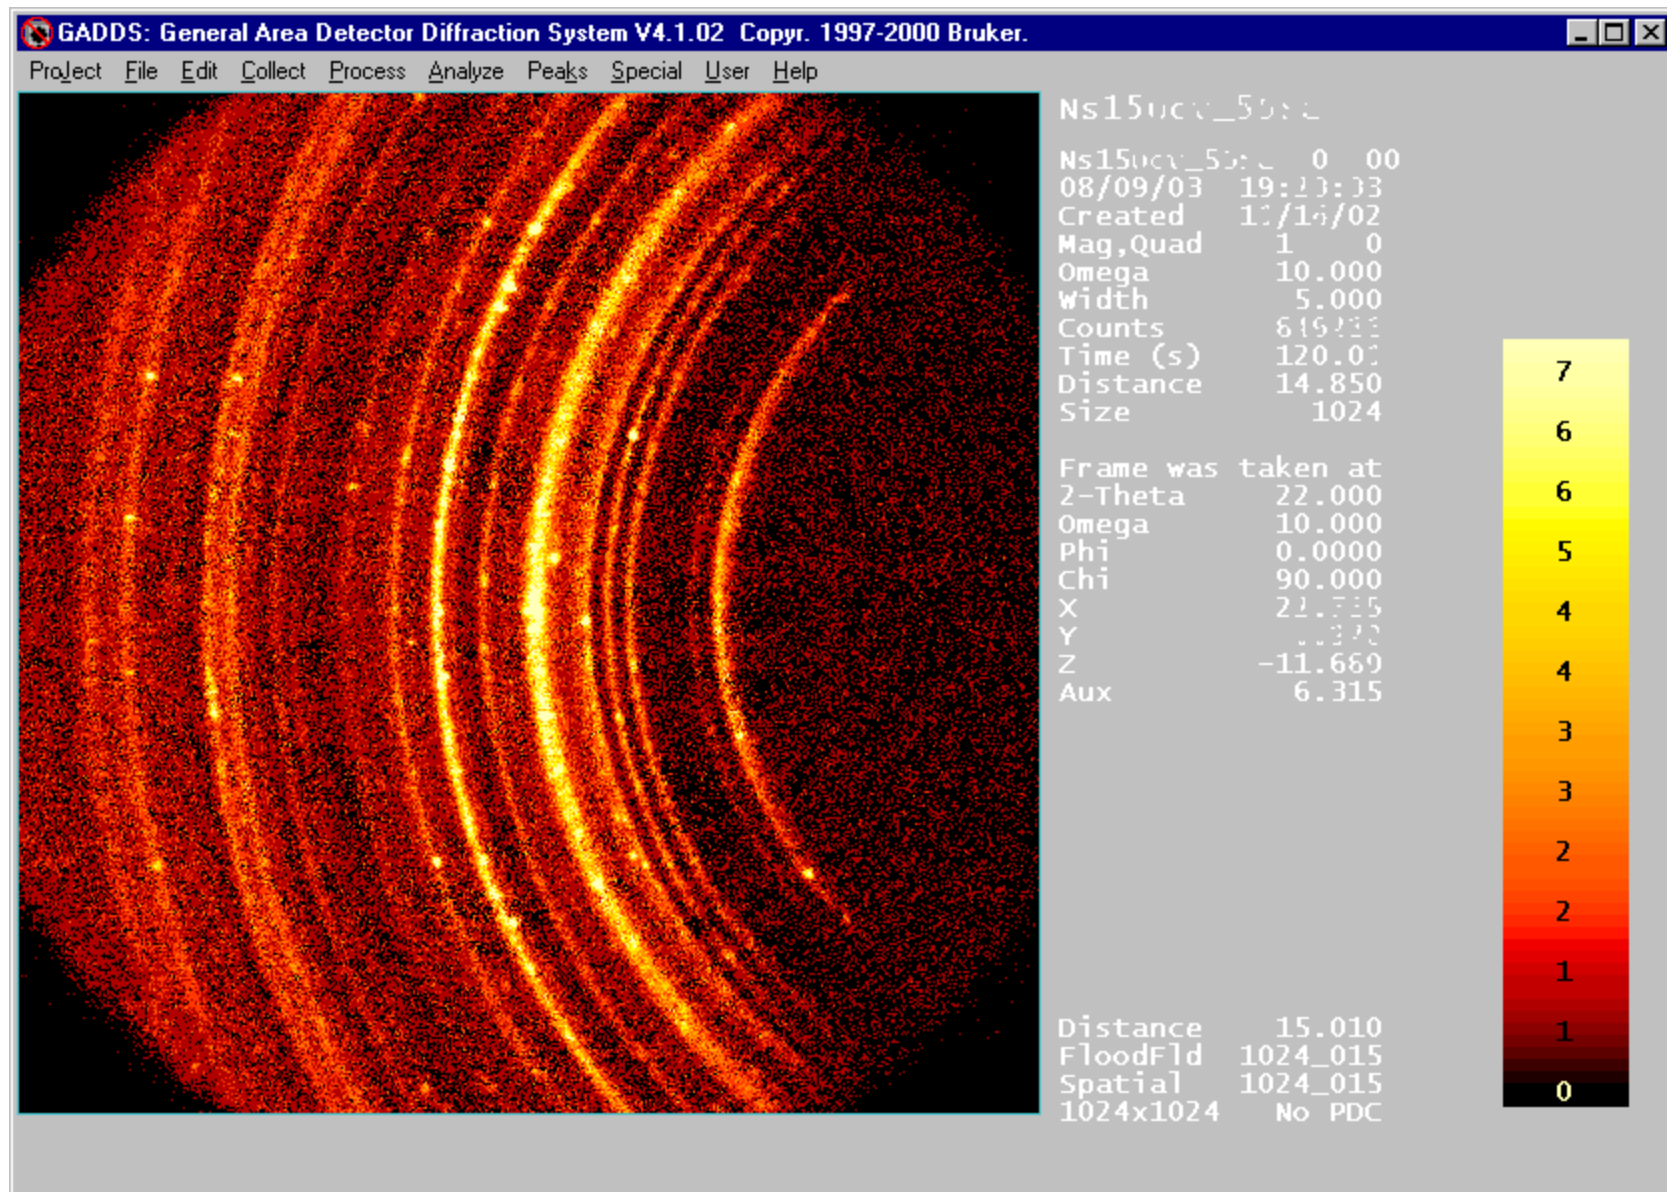 GADDS: General Area Detector Diffraction System V4.1.02 Copyr. 1997-2000 Bruker.
ProJect File Edit Collect Process Analyze Peaks Special User Help
0 00
08/09/03
Created
Mag,Quad 1 0
Omega 10.000
Width 5.000
Counts
Time (s)
Distance 14.850
Size 1024
Frame was taken at
2-Theta 22.000
Omega 10.000
Phi 0.0000
Chi 90.000
X
Y
Z -11.669
Aux 6.315
Distance 15.010
FloodFld 1024_015
Spatial 1024_015
1024x1024 No PDC
7
6
6
5
4
4
3
3
2
2
1
1
0